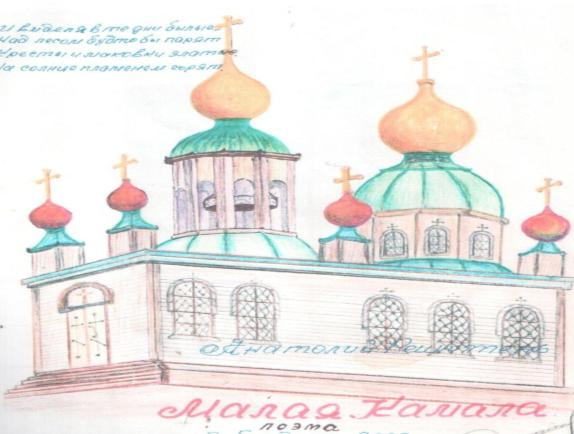 И виделя в те дни былые
Над лесом будто бы парят
Кресты и маковки златые
На солнце пламенем горят
Анатолий
Малая Камала
поэма